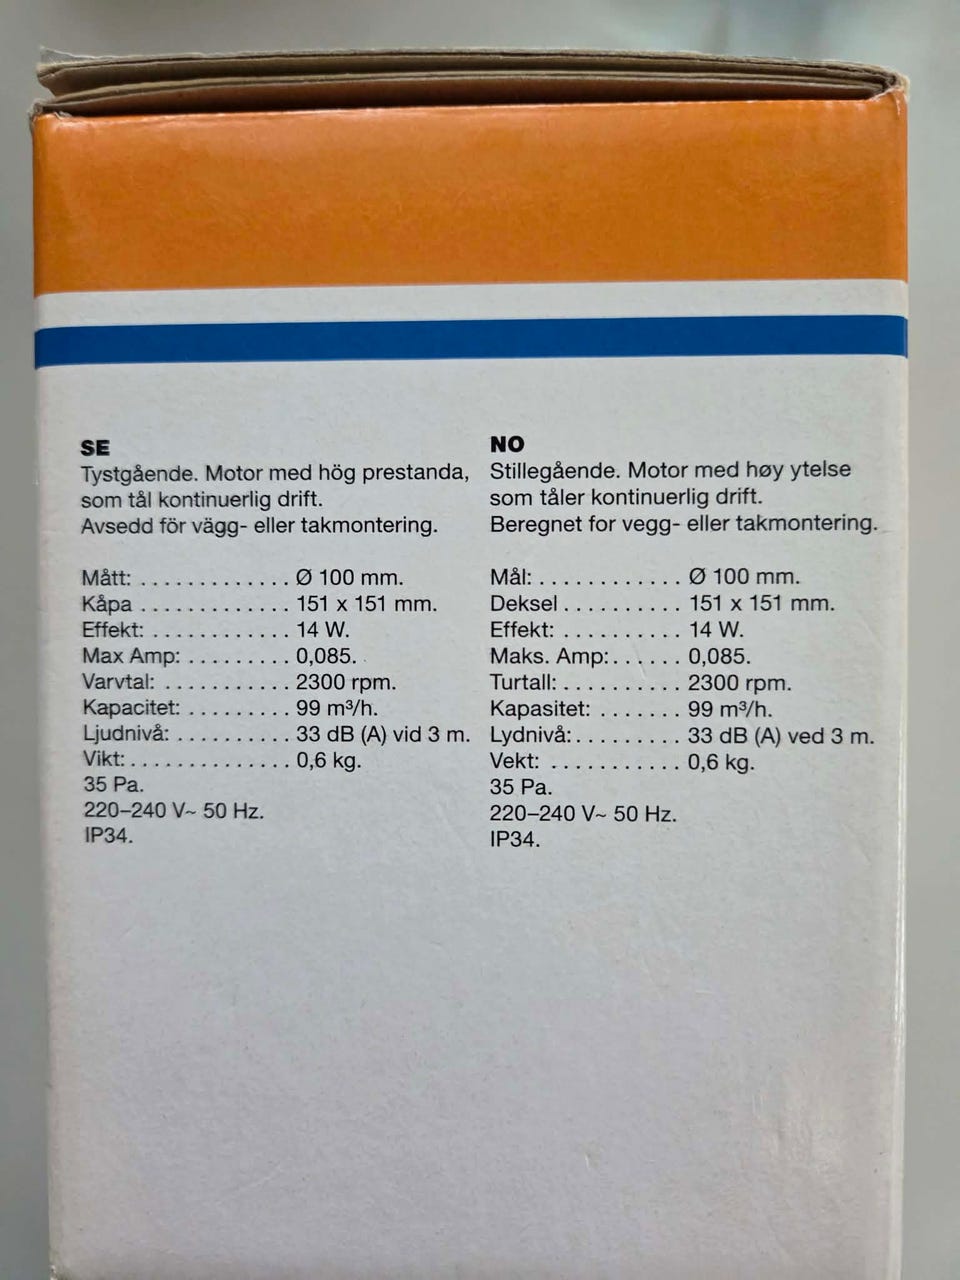 SE
Tystgående. Motor med hög prestanda,
som tål kontinuerlig drift.
Avsedd för vägg- eller takmontering.
Mått: . . . . . . . . . . . . . Ø 100 mm.
Kåpa . . . . . . . . . . . . . 151 x 151 mm.
Effekt: . . . . . . . . . . . . 14 W.
Max Amp: . . . . . . . . . 0,085.
Varvtal: . . . . . . . . . . . 2300 rpm.
Kapacitet: . . . . . . . . . 99 m³/h.
Ljudnivå: . . . . . . . . . . 33 dB (A) vid 3 m.
Vikt: . . . . . . . . . . . . . . 0,6 kg.
35 Pa.
220–240 V~ 50 Hz.
IP34.
NO
Stillegående. Motor med høy ytelse
som tåler kontinuerlig drift.
Beregnet for vegg- eller takmontering.
Mål: . . . . . . . . . . . . Ø 100 mm.
Deksel . . . . . . . . . . 151 x 151 mm.
Effekt: . . . . . . . . . . 14 W.
Maks. Amp: . . . . . . 0,085.
Turtall: . . . . . . . . . . 2300 rpm.
Kapasitet: . . . . . . . 99 m³/h.
Lydnivå: . . . . . . . . . 33 dB (A) ved 3 m.
Vekt: . . . . . . . . . . . 0,6 kg.
35 Pa.
220–240 V~ 50 Hz.
IP34.